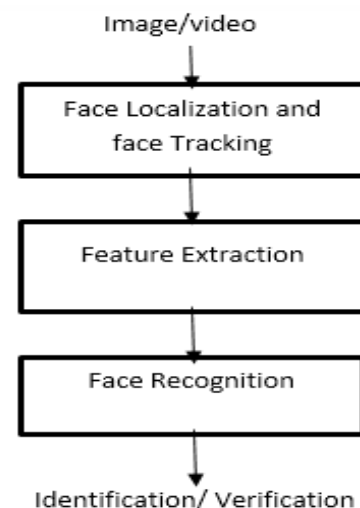 Image/video
Face Localization and
face Tracking
Feature Extraction
Face Recognition
Identification/ Verification